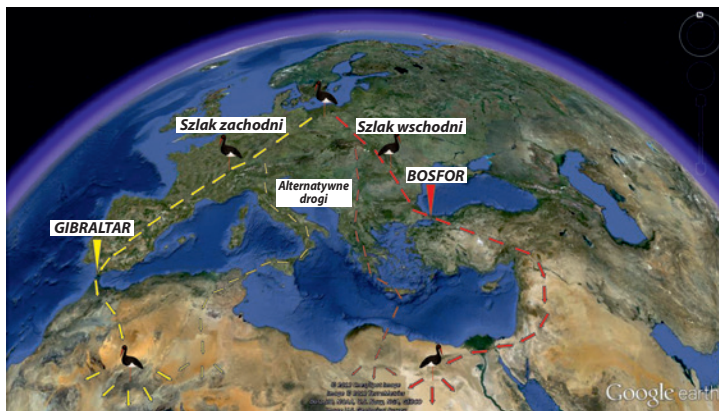 N
Szlak zachodni
Szlak wschodni
BOSFOR
Alternatywne
drogi
GIBRALTAR
Google earth